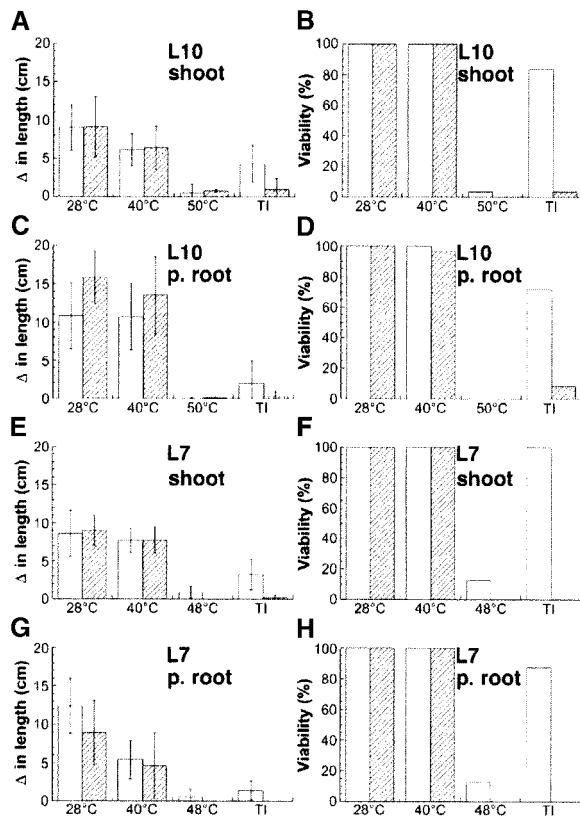 A
L10
shoot
Δ in length (cm)
20
15
10
5
0
28°C 40°C 50°C TI
B
L10
shoot
Viability (%)
100
80
60
40
20
0
28°C 40°C 50°C TI
C
L10
p. root
Δ in length (cm)
20
15
10
5
0
28°C 40°C 50°C TI
D
L10
p. root
Viability (%)
100
80
60
40
20
0
28°C 40°C 50°C TI
E
L7
shoot
Δ in length (cm)
20
15
10
5
0
28°C 40°C 48°C TI
F
L7
shoot
Viability (%)
100
80
60
40
20
0
28°C 40°C 48°C TI
G
L7
p. root
Δ in length (cm)
20
15
10
5
0
28°C 40°C 48°C TI
H
L7
p. root
Viability (%)
100
80
60
40
20
0
28°C 40°C 48°C TI